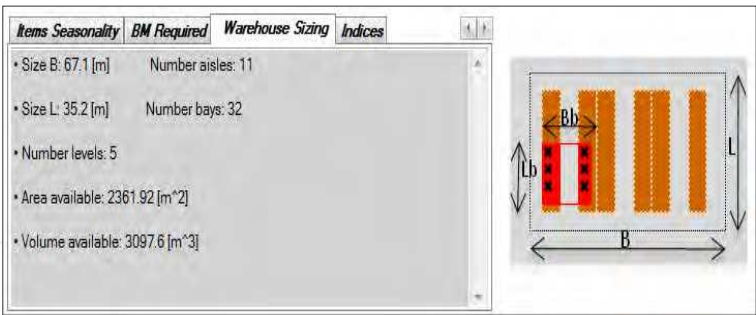 Items Seasonality BM Required Warehouse Sizing Indices
• Size B: 67.1 [m] Number aisles: 11
• Size L: 35.2 [m] Number bays: 32
• Number levels: 5
• Area available: 2361.92 [m^2]
• Volume available: 3097.6 [m^3]
Bb
L
Lb
B